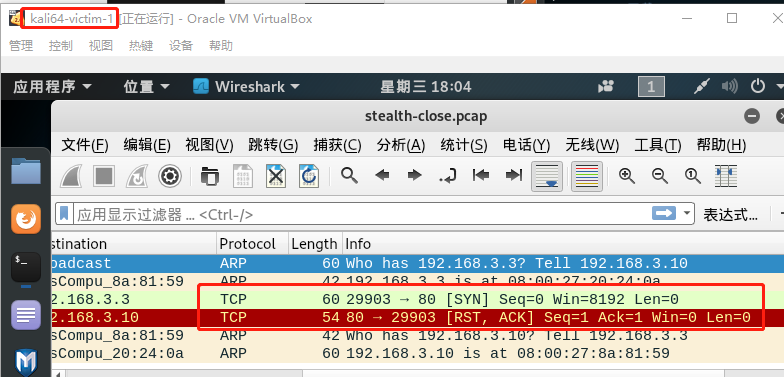 kali64-victim-1 [正在运行] - Oracle VM VirtualBox
管理 控制 视图 热键 设备 帮助
应用程序 位置 Wireshark 星期三 18:04 1
stealth-close.pcap
文件(F) 编辑(E) 视图(V) 跳转(G) 捕获(C) 分析(A) 统计(S) 电话(Y) 无线(W) 工具(T) 帮助(H)
应用显示过滤器 … <Ctrl-/> 表达式…
stination Protocol Length Info
oadcast ARP 60 Who has 192.168.3.3? Tell 192.168.3.10
sCompu_8a:81:59 ARP 42 192.168.3.3 is at 08:00:27:20:24:0a
2.168.3.3 TCP 60 29903 → 80 [SYN] Seq=0 Win=8192 Len=0
2.168.3.10 TCP 54 80 → 29903 [RST, ACK] Seq=1 Ack=1 Win=0 Len=0
sCompu_8a:81:59 ARP 42 Who has 192.168.3.10? Tell 192.168.3.3
sCompu_20:24:0a ARP 60 192.168.3.10 is at 08:00:27:8a:81:59